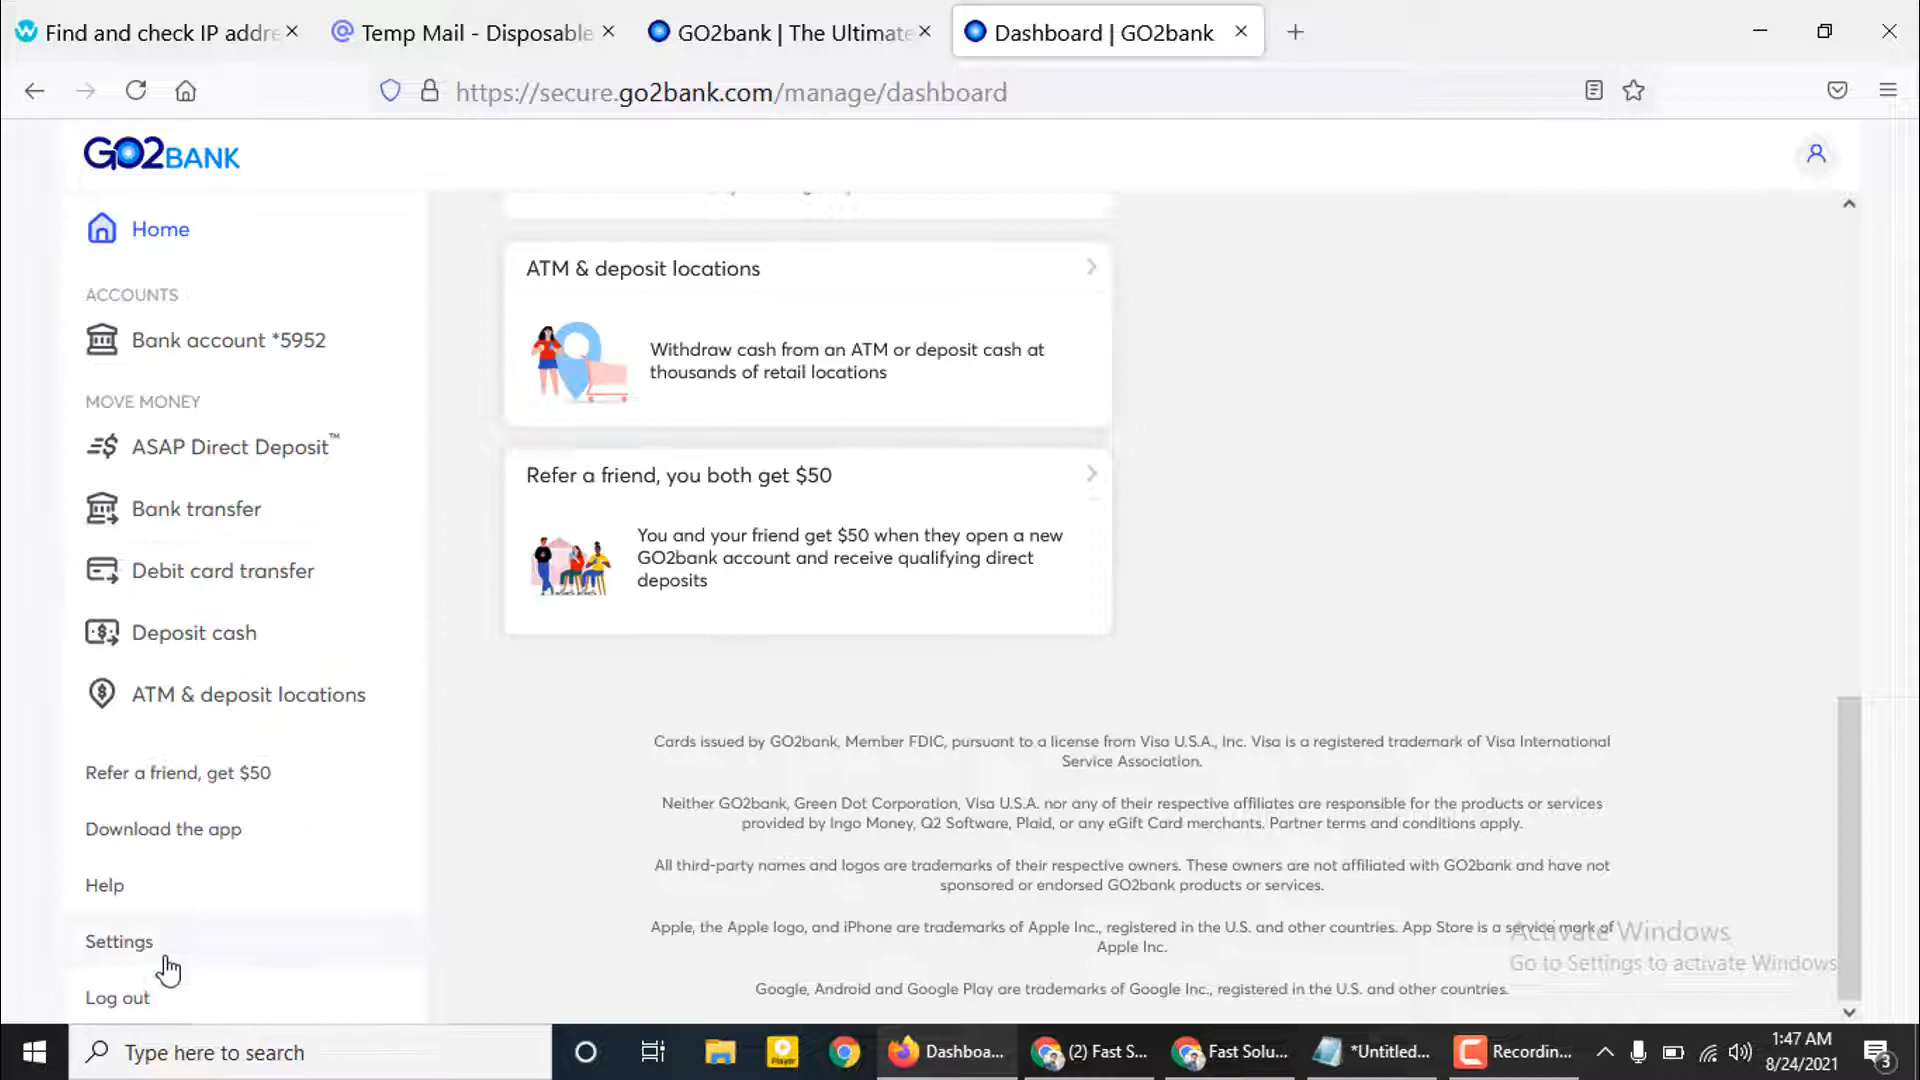 Find and check IP addre
Temp Mail - Disposable
GO2bank | The Ultimate
Dashboard | GO2bank
https://secure.go2bank.com/manage/dashboard
GO2BANK
Home
ACCOUNTS
Bank account *5952
MOVE MONEY
ASAP Direct Deposit™
Bank transfer
Debit card transfer
Deposit cash
ATM & deposit locations
Refer a friend, get $50
Download the app
Help
Settings
Log out
ATM & deposit locations
Withdraw cash from an ATM or deposit cash at
thousands of retail locations
Refer a friend, you both get $50
You and your friend get $50 when they open a new
GO2bank account and receive qualifying direct
deposits
Cards issued by GO2bank, Member FDIC, pursuant to a license from Visa U.S.A., Inc. Visa is a registered trademark of Visa International
Service Association.
Neither GO2bank, Green Dot Corporation, Visa U.S.A. nor any of their respective affiliates are responsible for the products or services
provided by Ingo Money, Q2 Software, Plaid, or any eGift Card merchants. Partner terms and conditions apply.
All third-party names and logos are trademarks of their respective owners. These owners are not affiliated with GO2bank and have not
sponsored or endorsed GO2bank products or services.
Apple, the Apple logo, and iPhone are trademarks of Apple Inc., registered in the U.S. and other countries. App Store is a service mark of
Apple Inc.
Google, Android and Google Play are trademarks of Google Inc., registered in the U.S. and other countries.
Activate Windows
Go to Settings to activate Windows
Type here to search
Player
Dashboa...
(2) Fast S...
Fast Solu...
*Untitled...
Recordin...
1:47 AM
8/24/2021
3